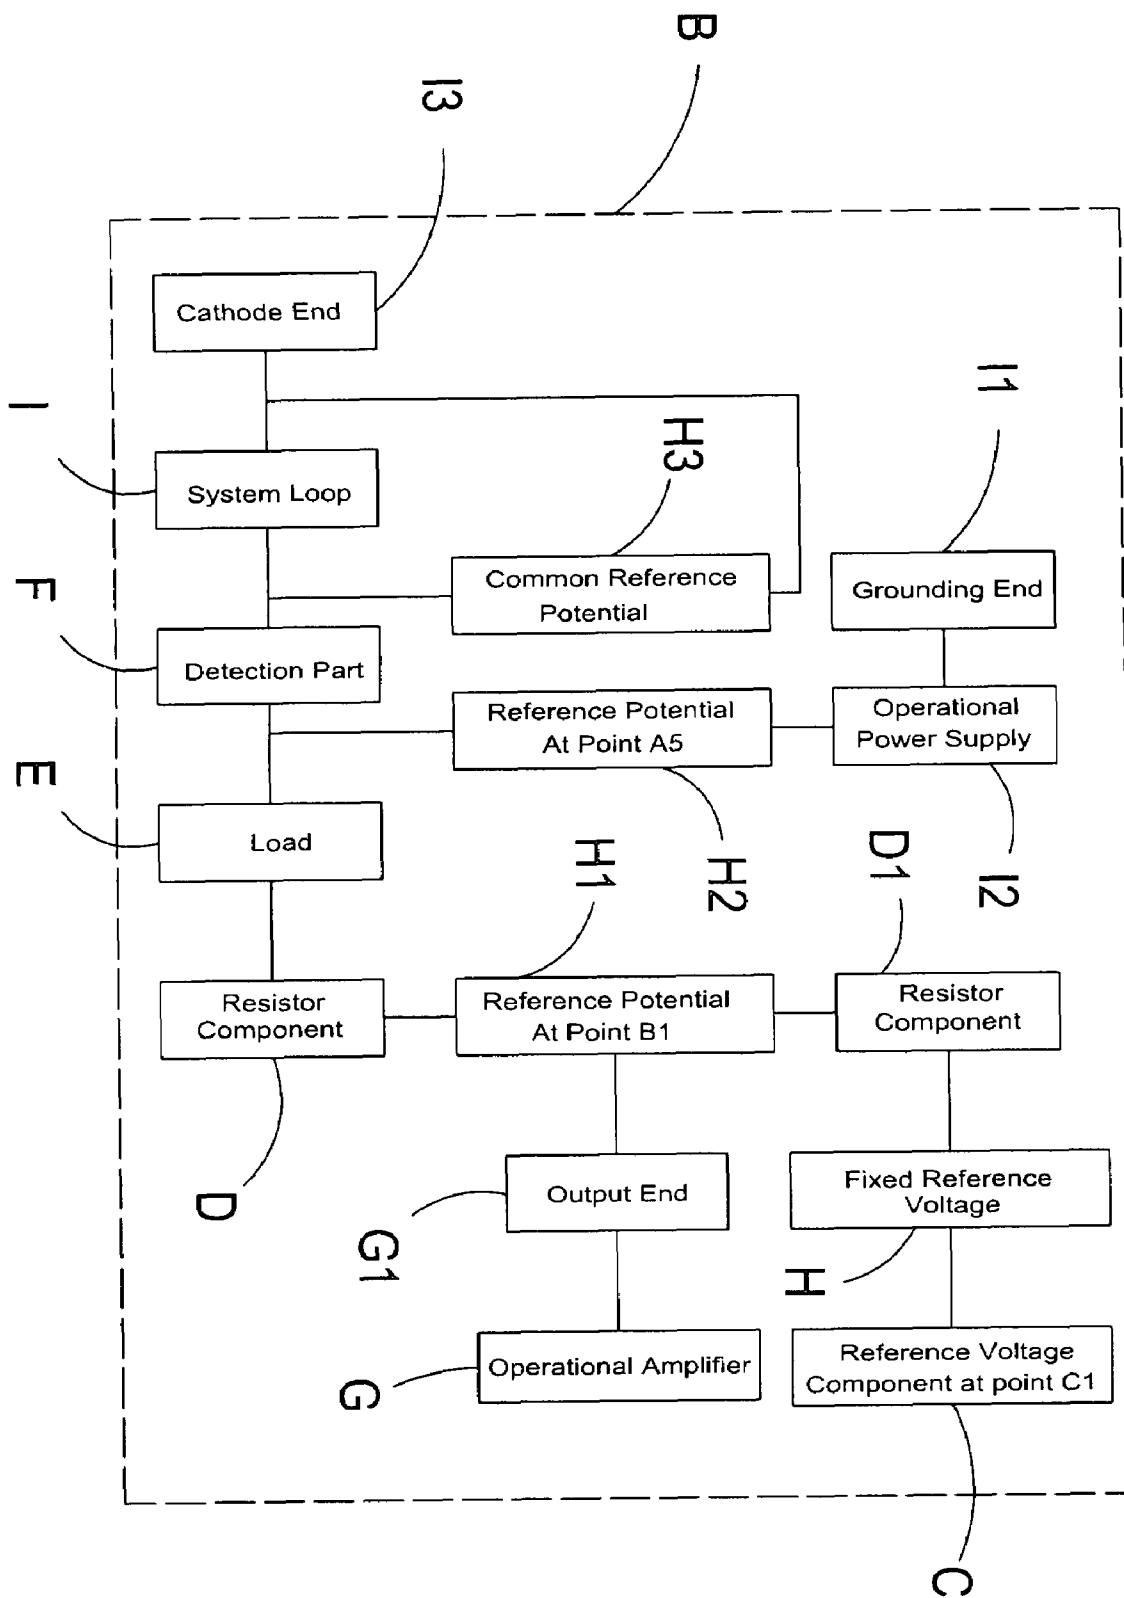 B
I3
Cathode End
I1
I
H3
System Loop
Common Reference
Potential
Grounding End
F
Detection Part
Reference Potential
At Point A5
Operational
Power Supply
E
Load
H1
H2
D1
I2
Resistor
Component
Reference Potential
At Point B1
Resistor
Component
D
Output End
Fixed Reference
Voltage
G1
H
G
Operational Amplifier
Reference Voltage
Component at point C1
C